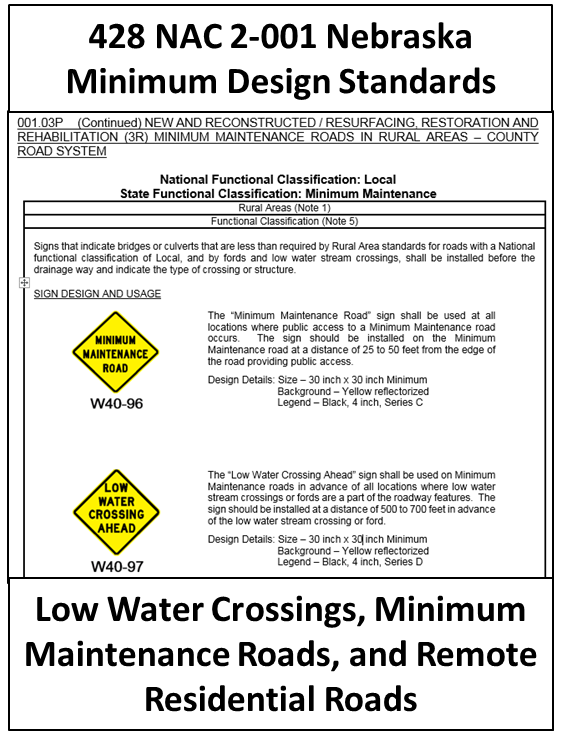 428 NAC 2-001 Nebraska
Minimum Design Standards
001.03P (Continued) NEW AND RECONSTRUCTED / RESURFACING, RESTORATION AND
REHABILITATION (3R) MINIMUM MAINTENANCE ROADS IN RURAL AREAS – COUNTY
ROAD SYSTEM
National Functional Classification: Local
State Functional Classification: Minimum Maintenance
Rural Areas (Note 1)
Functional Classification (Note 5)
Signs that indicate bridges or culverts that are less than required by Rural Area standards for roads with a National
functional classification of Local, and by fords and low water stream crossings, shall be installed before the
drainage way and indicate the type of crossing or structure.
SIGN DESIGN AND USAGE
MINIMUM
MAINTENANCE
ROAD
W40-96
The “Minimum Maintenance Road” sign shall be used at all
locations where public access to a Minimum Maintenance road
occurs. The sign should be installed on the Minimum
Maintenance road at a distance of 25 to 50 feet from the edge of
the road providing public access.
Design Details: Size – 30 inch x 30 inch Minimum
Background – Yellow reflectorized
Legend – Black, 4 inch, Series C
LOW
WATER
CROSSING
AHEAD
W40-97
The “Low Water Crossing Ahead” sign shall be used on Minimum
Maintenance roads in advance of all locations where low water
stream crossings or fords are a part of the roadway features. The
sign should be installed at a distance of 500 to 700 feet in advance
of the low water stream crossing or ford.
Design Details: Size – 30 inch x 30 inch Minimum
Background – Yellow reflectorized
Legend – Black, 4 inch, Series D
Low Water Crossings, Minimum
Maintenance Roads, and Remote
Residential Roads